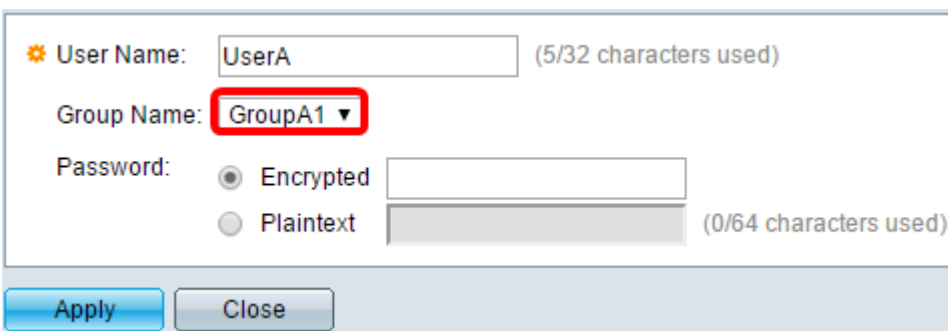 User Name: UserA (5/32 characters used)
Group Name: GroupA1
Password: Encrypted
Plaintext (0/64 characters used)
Apply Close